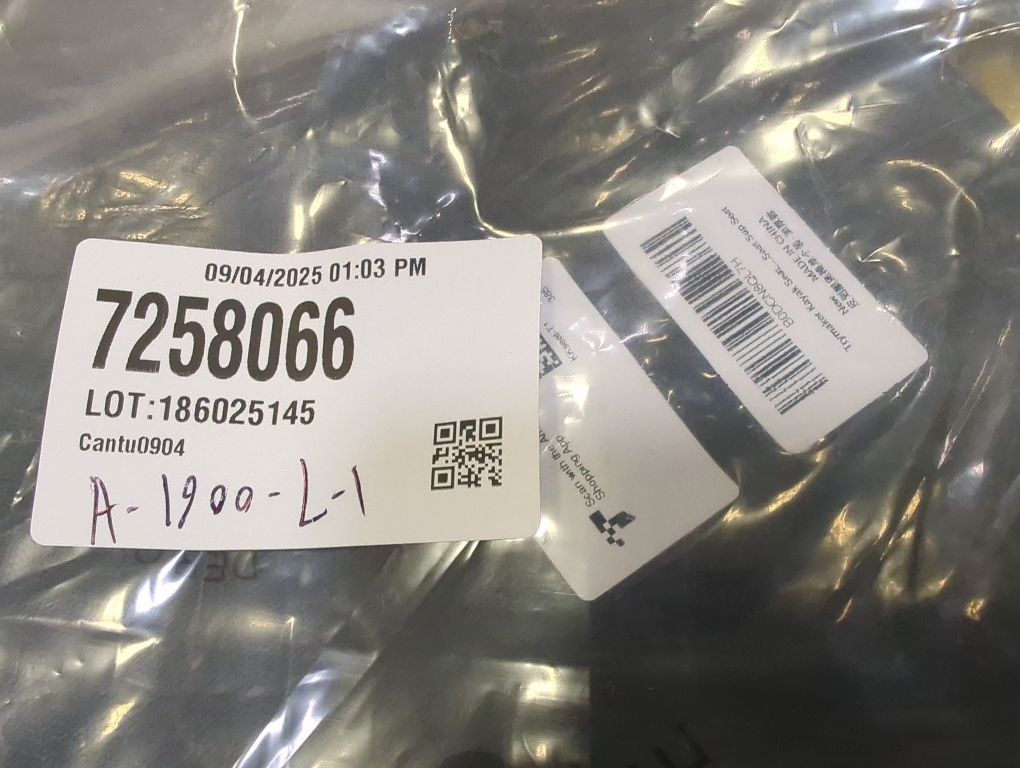 09/04/2025 01:03 PM
7258066
LOT:186025145
Cantu0904
A-1900-L-1
Scan with the
Shopping App
B0DCN8QL7H
Trymaker Kayak Seat
New
MADE IN CHINA